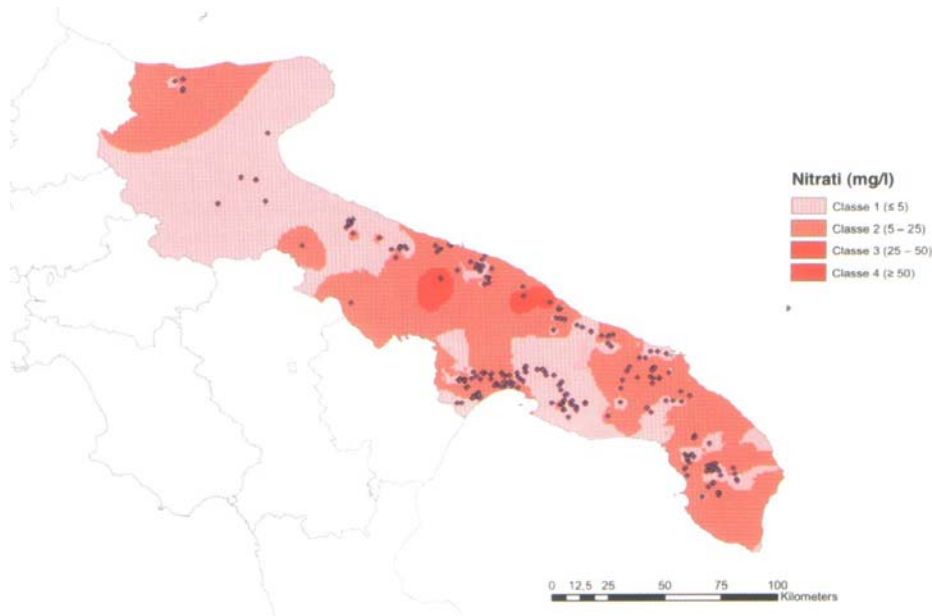 Nitrati (mg/l)
Classe 1 (≤ 5)
Classe 2 (5 – 25)
Classe 3 (25 – 50)
Classe 4 (≥ 50)
0 12,5 25 50 75 100
Kilometers